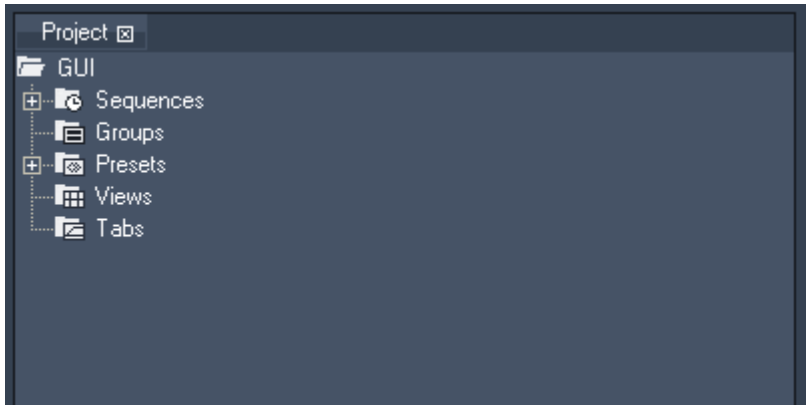 Project
GUI
Sequences
Groups
Presets
Views
Tabs